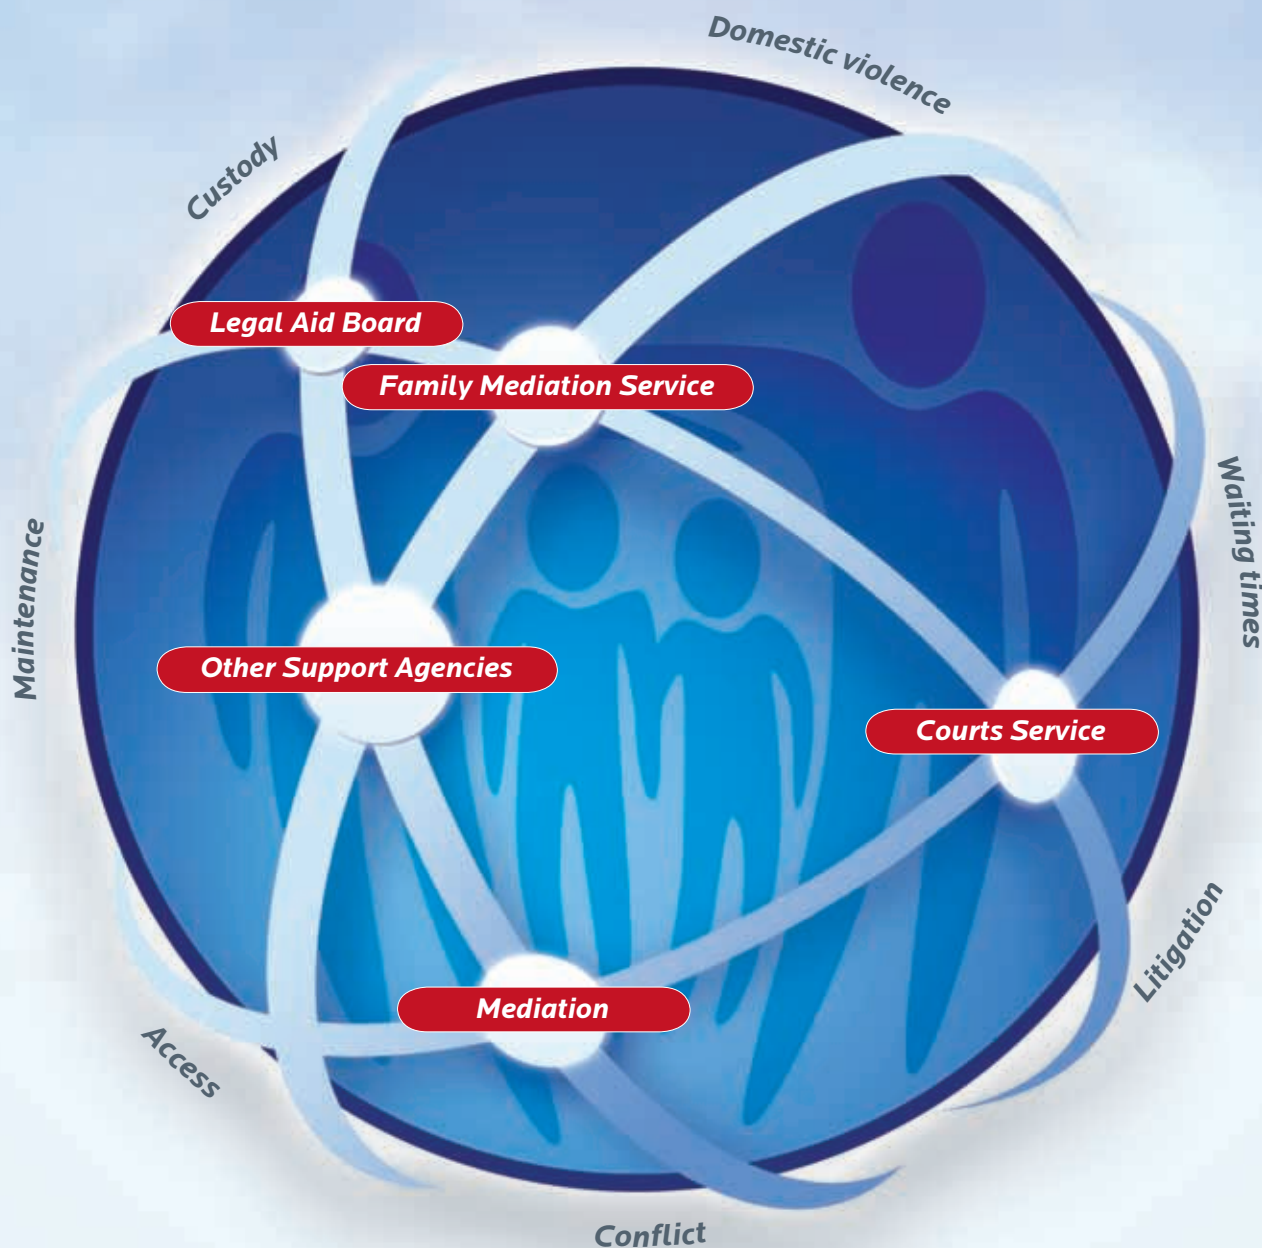 Domestic violence
Custody
Legal Aid Board
Family Mediation Service
Waiting times
Maintenance
Other Support Agencies
Courts Service
Litigation
Mediation
Access
Conflict